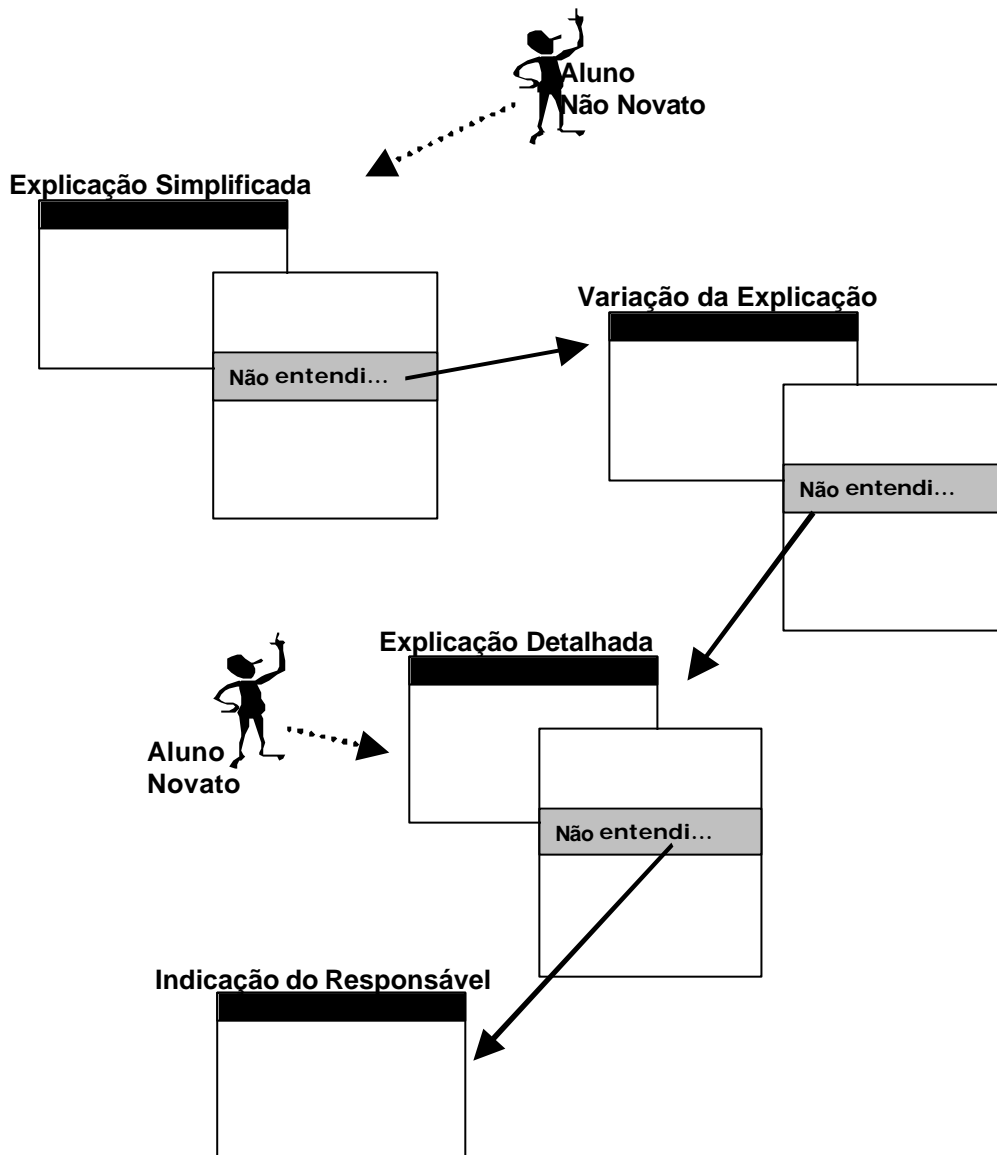 Aluno
Não Novato
Explicação Simplificada
Não entendi...
Variação da Explicação
Não entendi...
Explicação Detalhada
Aluno
Novato
Não entendi...
Indicação do Responsável